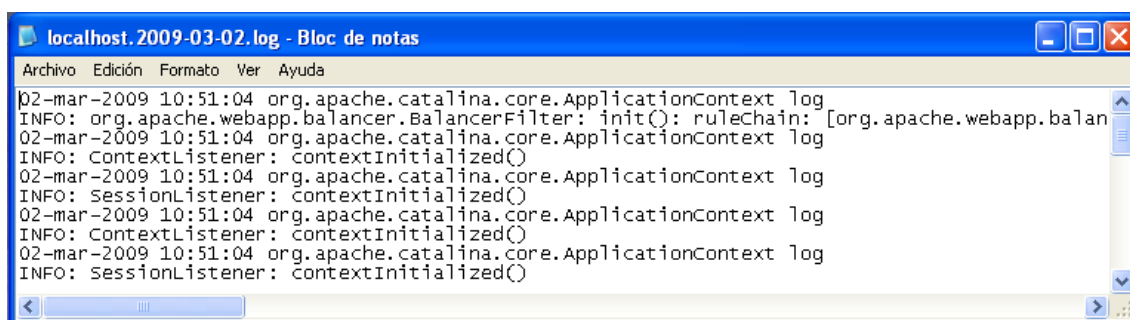 localhost.2009-03-02.log - Bloc de notas
Archivo Edición Formato Ver Ayuda
02-mar-2009 10:51:04 org.apache.catalina.core.ApplicationContext log
INFO: org.apache.webapp.balancer.BalancerFilter: init(): ruleChain: [org.apache.webapp.balan
02-mar-2009 10:51:04 org.apache.catalina.core.ApplicationContext log
INFO: ContextListener: contextInitialized()
02-mar-2009 10:51:04 org.apache.catalina.core.ApplicationContext log
INFO: SessionListener: contextInitialized()
02-mar-2009 10:51:04 org.apache.catalina.core.ApplicationContext log
INFO: ContextListener: contextInitialized()
02-mar-2009 10:51:04 org.apache.catalina.core.ApplicationContext log
INFO: SessionListener: contextInitialized()